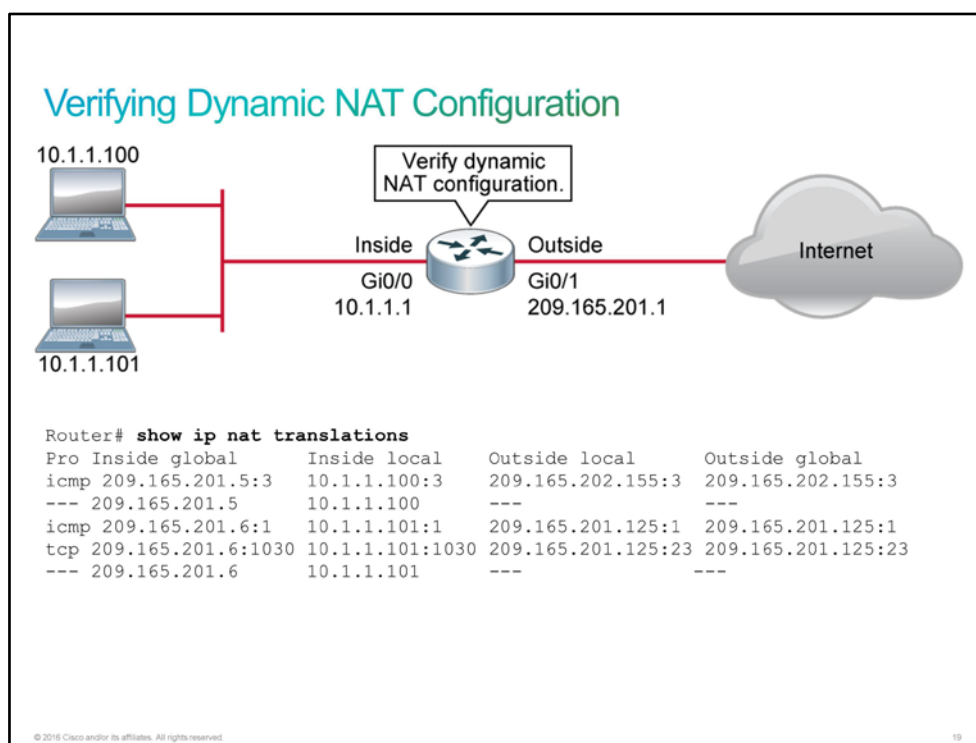 Verifying Dynamic NAT Configuration
10.1.1.100
Verify dynamic
NAT configuration.
Inside
Outside
Internet
Gi0/0
Gi0/1
10.1.1.1
209.165.201.1
10.1.1.101
Router# show ip nat translations
Pro Inside global Inside local Outside local Outside global
icmp 209.165.201.5:3 10.1.1.100:3 209.165.202.155:3 209.165.202.155:3
--- 209.165.201.5 10.1.1.100 --- ---
icmp 209.165.201.6:1 10.1.1.101:1 209.165.201.125:1 209.165.201.125:1
tcp 209.165.201.6:1030 10.1.1.101:1030 209.165.201.125:23 209.165.201.125:23
--- 209.165.201.6 10.1.1.101 --- ---
© 2016 Cisco and/or its affiliates. All rights reserved.
19